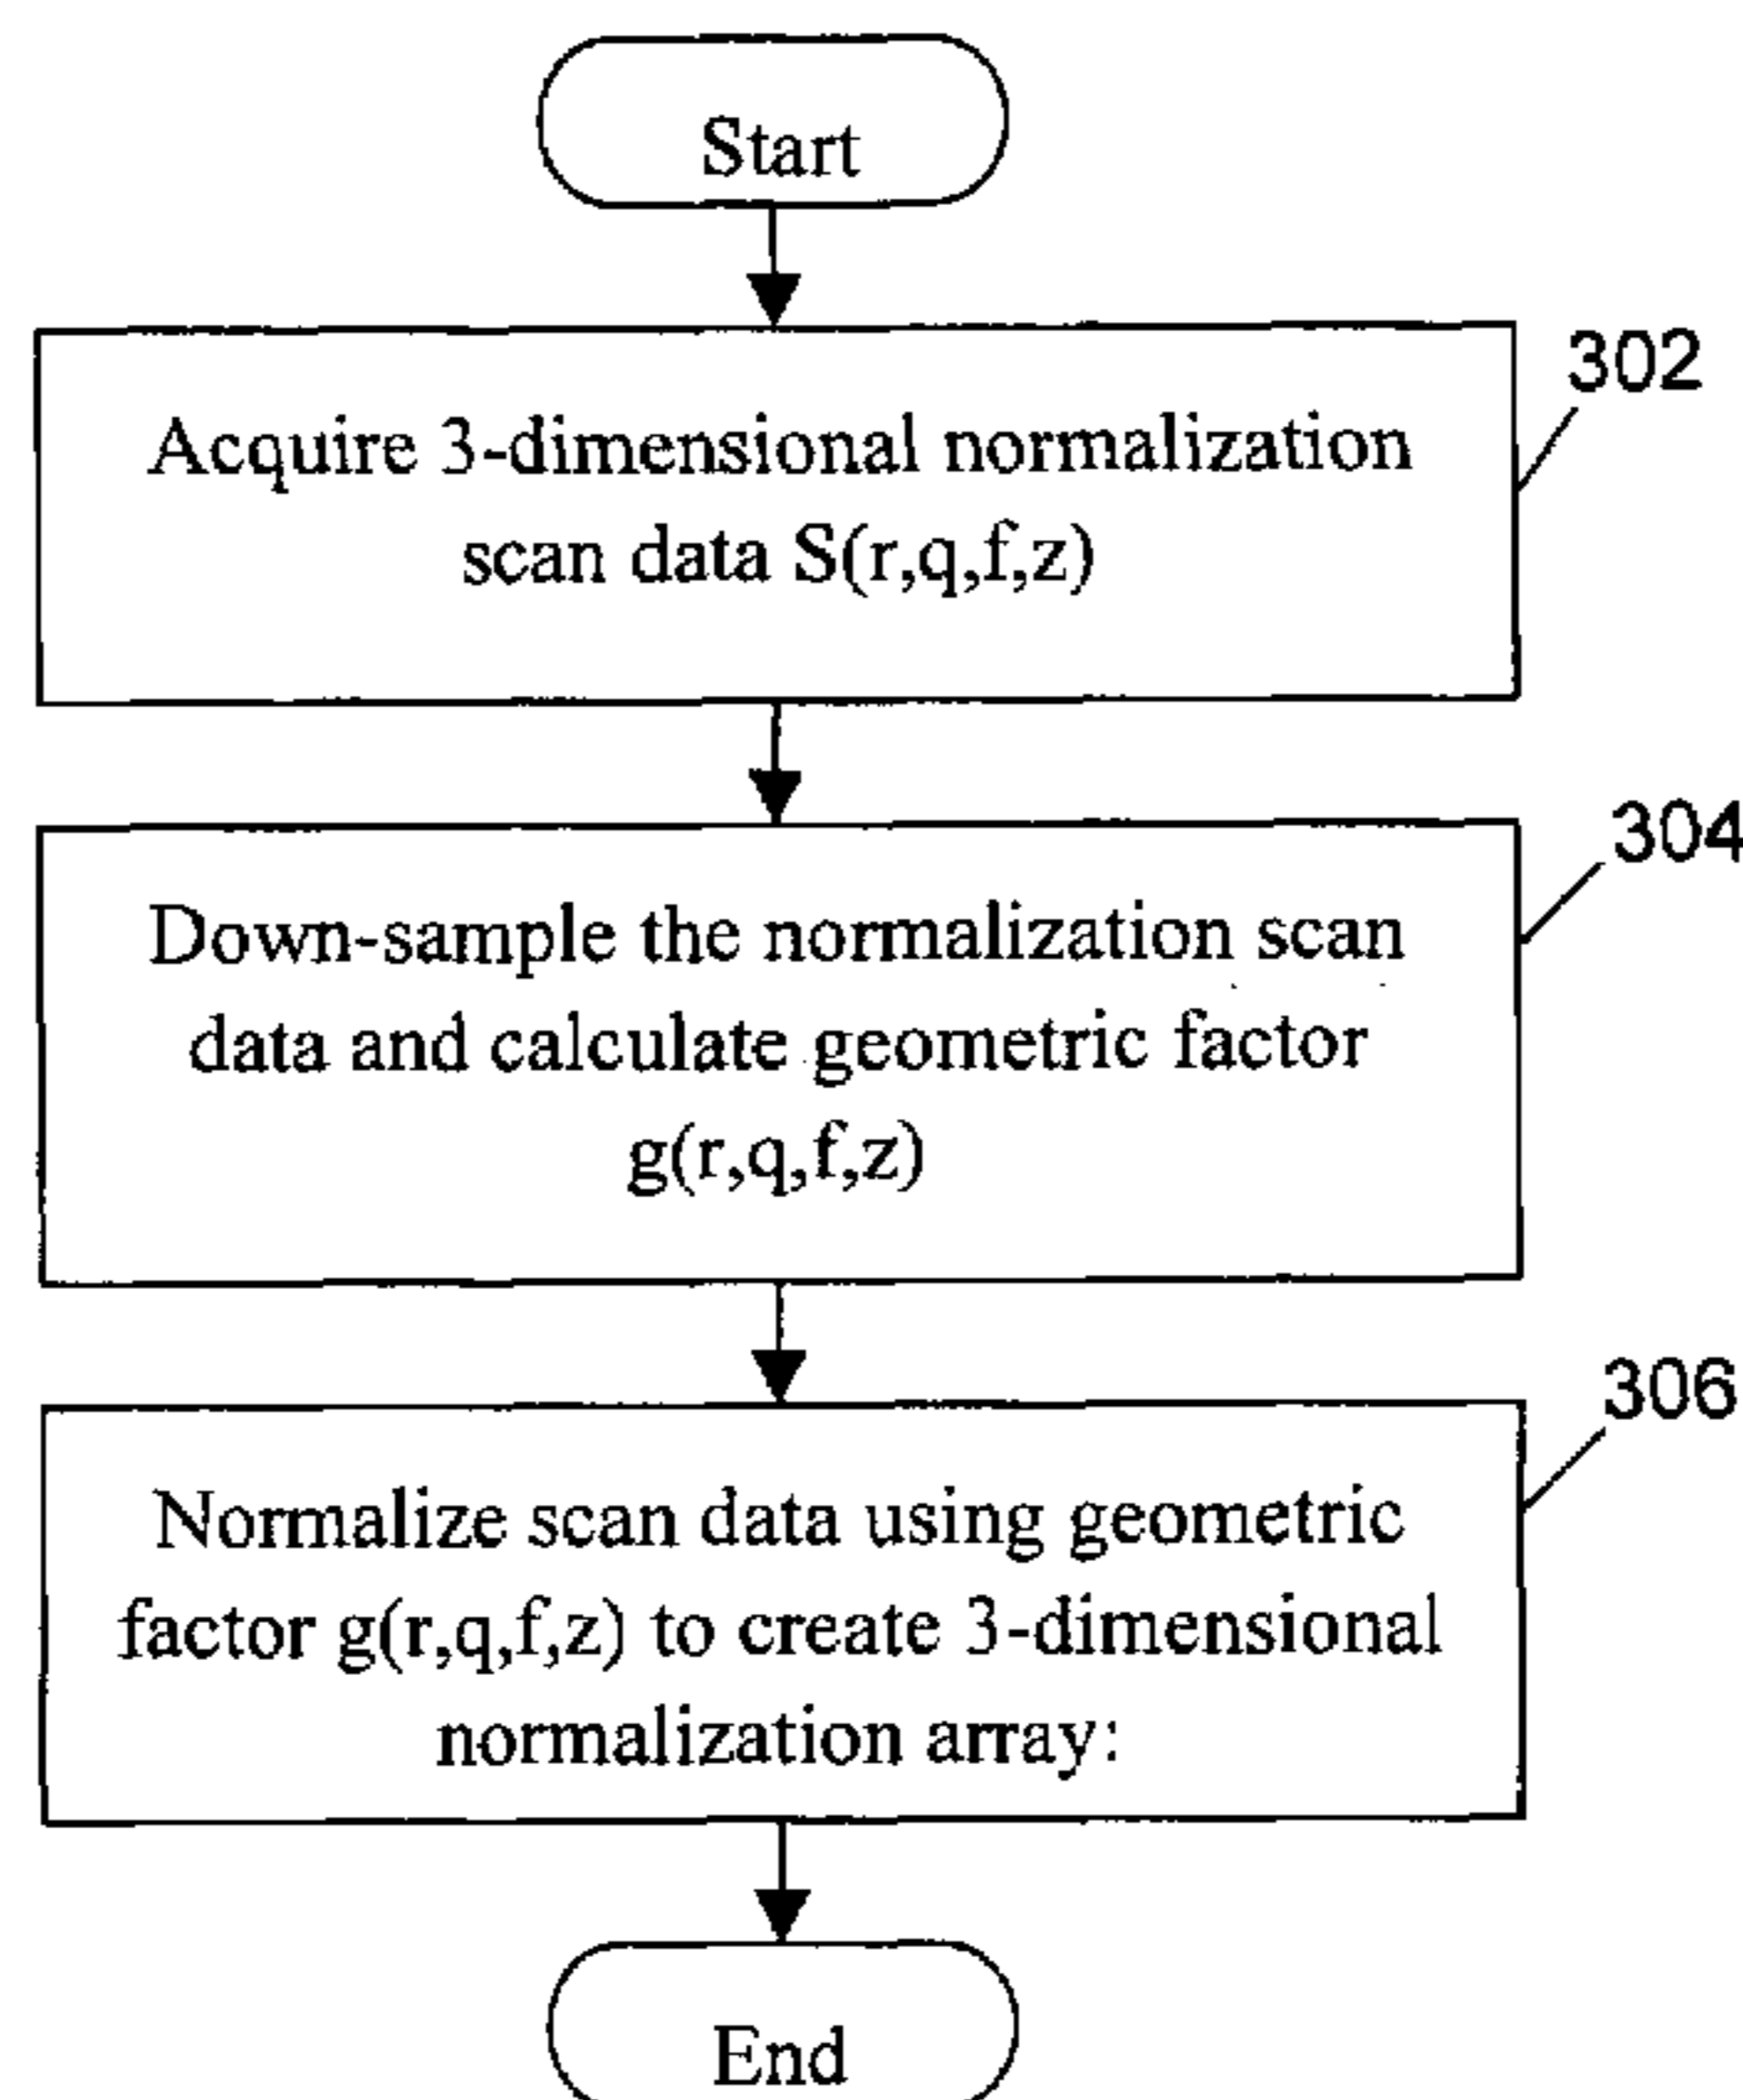 Start
302
Acquire 3-dimensional normalization
scan data S(r,q,f,z)
304
Down-sample the normalization scan
data and calculate geometric factor
g(r,q,f,z)
306
Normalize scan data using geometric
factor g(r,q,f,z) to create 3-dimensional
normalization array:
End